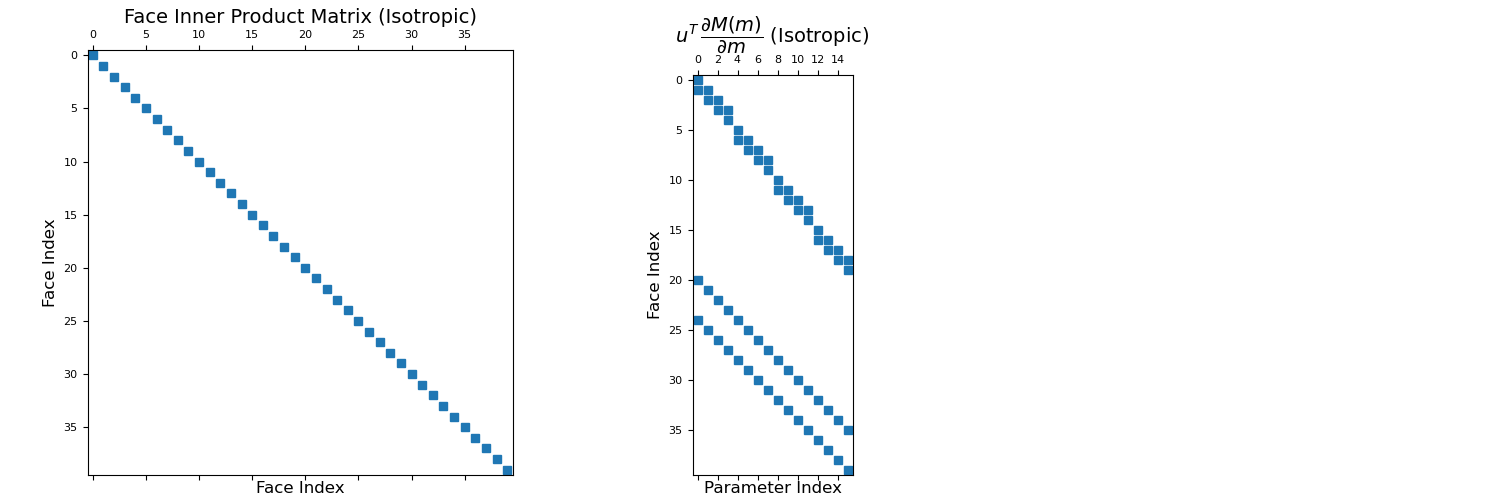 Face Inner Product Matrix (Isotropic)
0 5 10 15 20 25 30 35
0
5
10
15
20
25
30
35
Face Index
Face Index
u^T ∂M(m)/∂m (Isotropic)
0 2 4 6 8 10 12 14
0
5
10
15
20
25
30
35
Face Index
Parameter Index